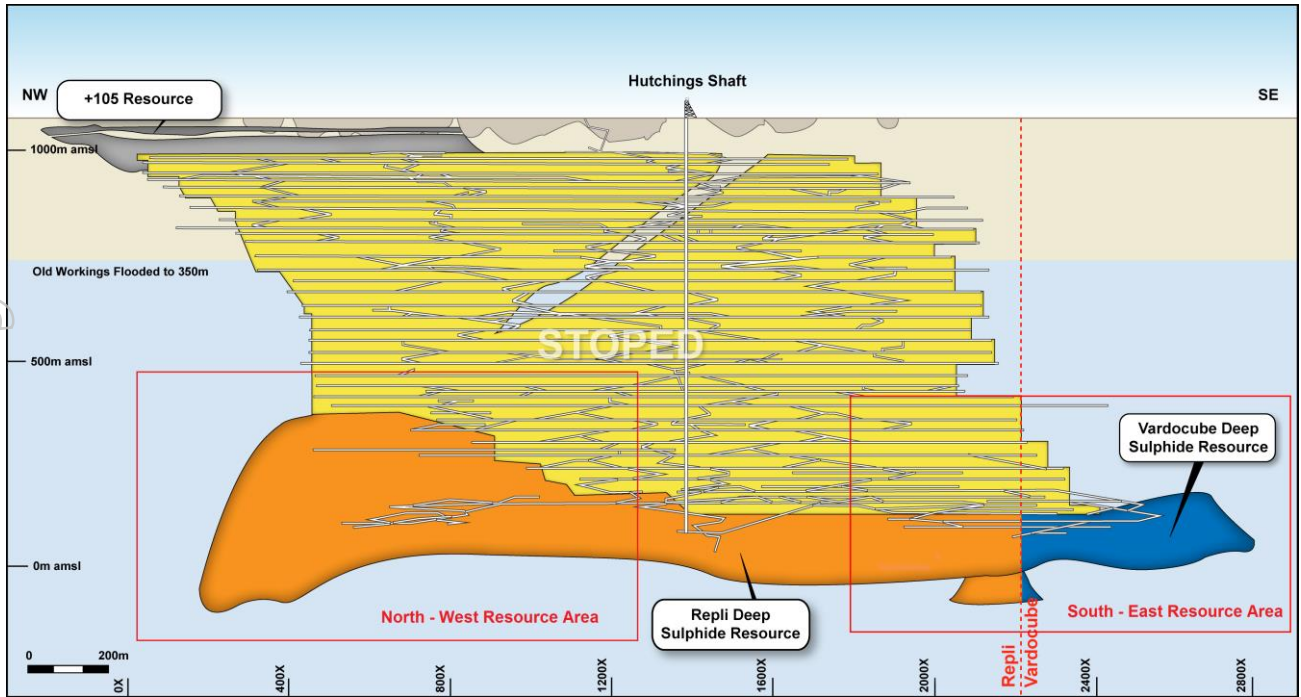 Hutchings Shaft
NW
+105 Resource
SE
1000m amsl
Old Workings Flooded to 350m
STOPED
500m amsl
Vardocube Deep
Sulphide Resource
0m amsl
North - West Resource Area
Repli Deep
Sulphide Resource
South - East Resource Area
Repli
Vardocube
0
200m
0X
400X
800X
1200X
1600X
2000X
2400X
2800X